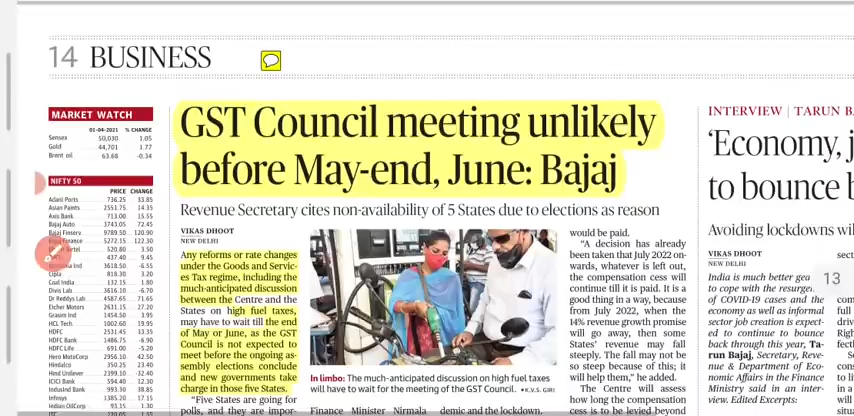 14 BUSINESS
MARKET WATCH
01-04-2021 % CHANGE
Sensex 50,030 1.05
Gold 44,701 1.77
Brent oil 63.68 -0.34
NIFTY 50
PRICE CHANGE
Adani Ports 736.25 33.85
Asian Paints 2551.75 14.35
Axis Bank 713.00 15.55
Bajaj Auto 3743.05 72.45
Bajaj Finserv 9789.50 120.90
Finance 5272.15 122.30
Airtel 520.80 3.50
437.40 9.45
Ind 3618.50 -6.55
Cipla 818.30 3.20
Coal India 132.15 1.80
Divis Lab 3616.10 -6.70
Dr Reddys Lab 4587.65 71.65
Eicher Motors 2631.15 27.20
Grasim Ind 1454.50 3.95
HCL Tech 1002.60 19.95
HDFC 2531.45 33.35
HDFC Bank 1486.75 -6.90
HDFC Life 691.00 -5.20
Hero MotoCorp 2956.10 42.50
Hindalco 350.25 23.40
Hind Unilever 2399.10 -32.40
ICICI Bank 594.40 12.30
IndusInd Bank 993.30 38.85
Infosys 1385.20 17.15
Indian OilCorp 93.15 1.30
GST Council meeting unlikely
before May-end, June: Bajaj
Revenue Secretary cites non-availability of 5 States due to elections as reason
VIKAS DHOOT
NEW DELHI
Any reforms or rate changes
under the Goods and Servic-
es Tax regime, including the
much-anticipated discussion
between the Centre and the
States on high fuel taxes,
may have to wait till the end
of May or June, as the GST
Council is not expected to
meet before the ongoing as-
sembly elections conclude
and new governments take
charge in those five States.
"Five States are going for
polls, and they are impor-
In limbo: The much-anticipated discussion on high fuel taxes
will have to wait for the meeting of the GST Council. •K.V.S. GIRI
Finance Minister Nirmala
demic and the lockdown,
would be paid.
"A decision has already
been taken that July 2022 on-
wards, whatever is left out,
the compensation cess will
continue till it is paid. It is a
good thing in a way, because
from July 2022, when the
14% revenue growth promise
will go away, then some
States' revenue may fall
steeply. The fall may not be
so steep because of this; it
will help them," he added.
The Centre will assess
how long the compensation
cess is to be levied beyond
INTERVIEW | TARUN
'Economy,
to bounce
Avoiding lockdowns
VIKAS DHOOT
NEW DELHI
India is much better
to cope with the
of COVID-19 cases and the
economy as well as informal
sector job creation is expect-
ed to continue to bounce
back through this year, Ta-
run Bajaj, Secretary, Reve-
nue & Department of Eco-
nomic Affairs in the Finance
Ministry said in an inter-
view. Edited Excerpts:
13